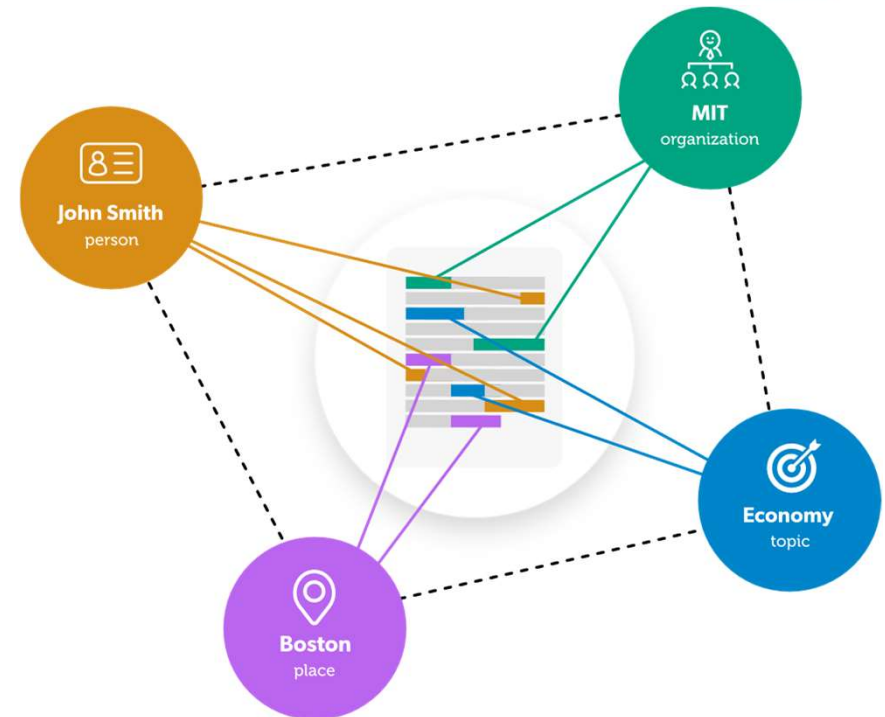 MIT
organization
John Smith
person
Economy
topic
Boston
place